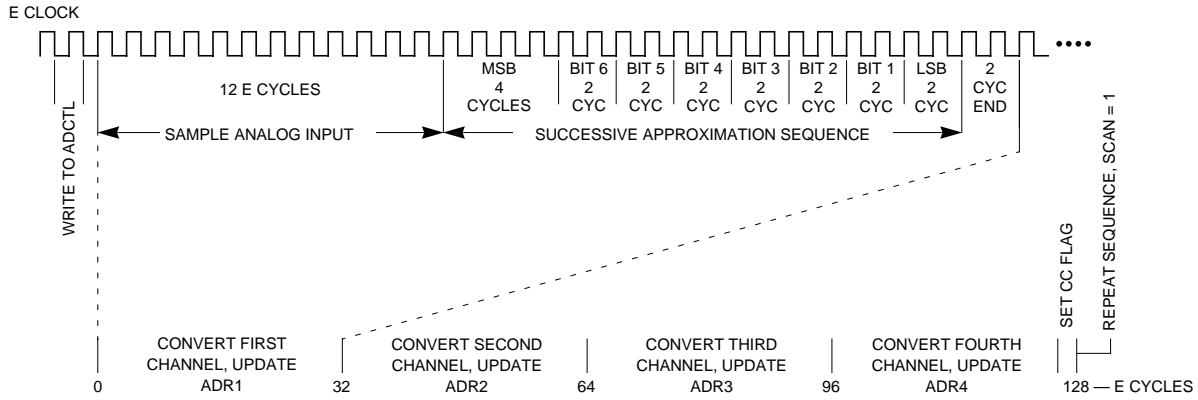 E CLOCK
MSB
4
CYCLES
BIT 6
2
CYC
BIT 5
2
CYC
BIT 4
2
CYC
BIT 3
2
CYC
BIT 2
2
CYC
BIT 1
2
CYC
LSB
2
CYC
2
CYC
END
12 E CYCLES
SAMPLE ANALOG INPUT
SUCCESSIVE APPROXIMATION SEQUENCE
WRITE TO ADCTL
SET CC FLAG
REPEAT SEQUENCE, SCAN = 1
CONVERT FIRST
CHANNEL, UPDATE
ADR1
CONVERT SECOND
CHANNEL, UPDATE
ADR2
CONVERT THIRD
CHANNEL, UPDATE
ADR3
CONVERT FOURTH
CHANNEL, UPDATE
ADR4
0
32
64
96
128 — E CYCLES